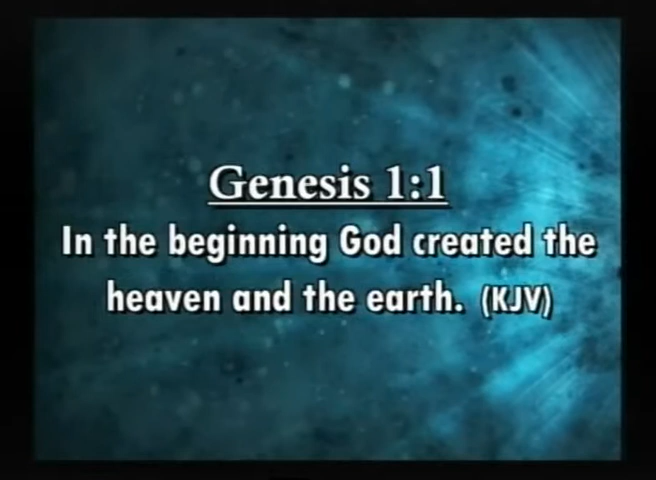 Genesis 1:1
In the beginning God created the
heaven and the earth. (KJV)